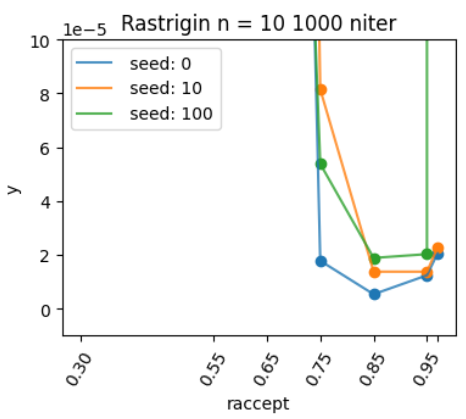 Rastrigin n = 10 1000 niter
1e-5
10
8
6
4
2
0
y
seed: 0
seed: 10
seed: 100
0.30
0.55
0.65
0.75
0.85
0.95
raccept